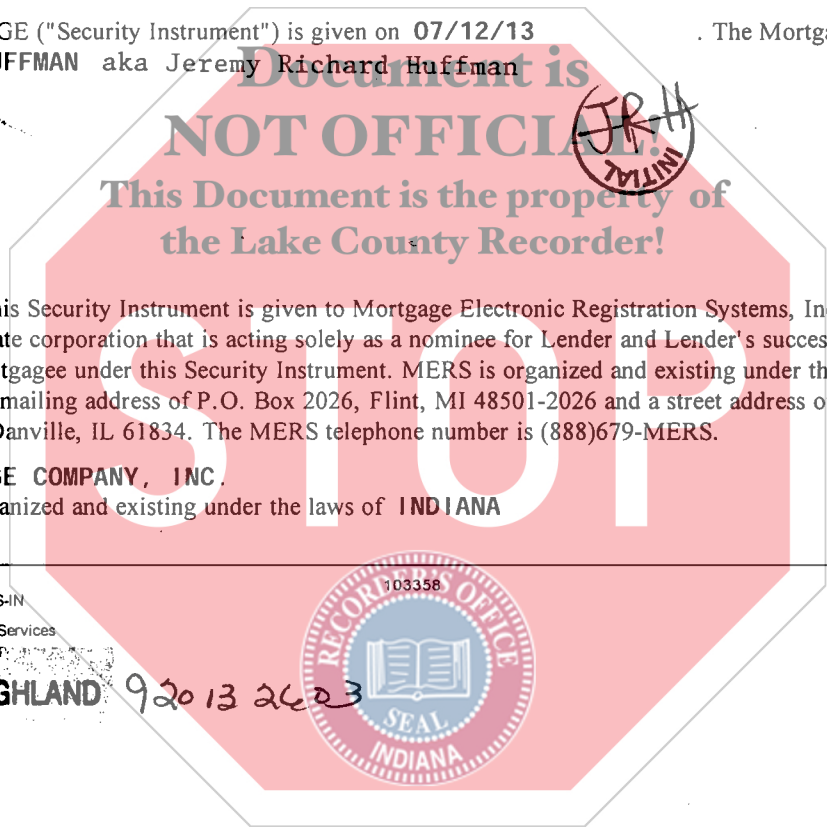 GE ("Security Instrument") is given on 07/12/13 . The Mortga
UFFMAN aka Jeremy Richard Huffman
Document is
NOT OFFICIAL!
JRH
INITIAL
This Document is the property of
the Lake County Recorder!
his Security Instrument is given to Mortgage Electronic Registration Systems, In
ate corporation that is acting solely as a nominee for Lender and Lender's succes
tgagee under this Security Instrument. MERS is organized and existing under th
mailing address of P.O. Box 2026, Flint, MI 48501-2026 and a street address o
Danville, IL 61834. The MERS telephone number is (888)679-MERS.
STOP
GE COMPANY, INC.
anized and existing under the laws of INDIANA
103358
S-IN
Services
GHLAND 920132603
RECORDER'S OFFICE
SEAL
INDIANA